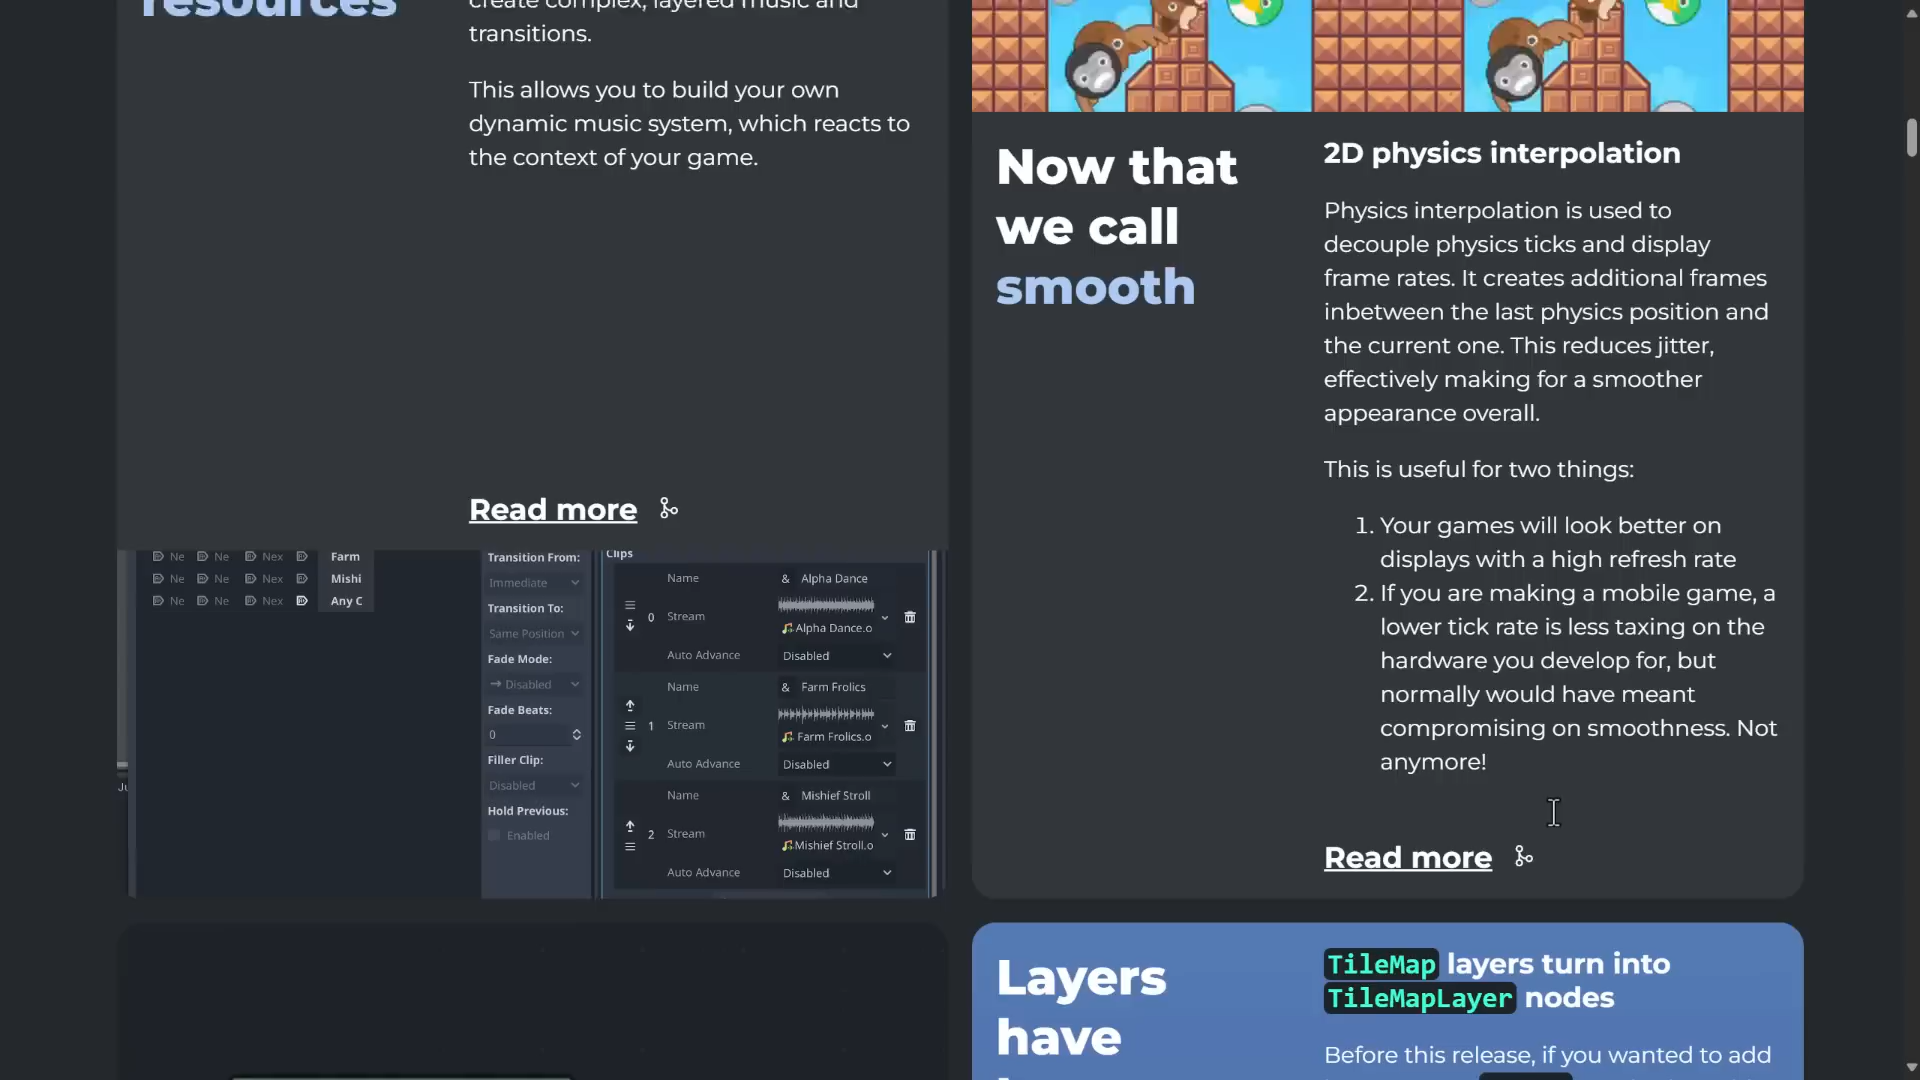 resources
create complex, layered music and
transitions.
This allows you to build your own
dynamic music system, which reacts to
the context of your game.
Read more
Ne Ne Nex Farm
Ne Ne Nex Mishi
Ne Ne Nex Any C
Transition From:
Immediate
Transition To:
Same Position
Fade Mode:
Disabled
Fade Beats:
0
Filler Clip:
Disabled
Hold Previous:
Enabled
Clips
Name & Alpha Dance
0 Stream
Alpha Dance.o
Auto Advance Disabled
Name & Farm Frolics
1 Stream
Farm Frolics.o
Auto Advance Disabled
Name & Mishief Stroll
2 Stream
Mishief Stroll.o
Auto Advance Disabled
Now that
we call
smooth
2D physics interpolation
Physics interpolation is used to
decouple physics ticks and display
frame rates. It creates additional frames
inbetween the last physics position and
the current one. This reduces jitter,
effectively making for a smoother
appearance overall.
This is useful for two things:
1. Your games will look better on
displays with a high refresh rate
2. If you are making a mobile game, a
lower tick rate is less taxing on the
hardware you develop for, but
normally would have meant
compromising on smoothness. Not
anymore!
Read more
Layers
have
TileMap layers turn into
TileMapLayer nodes
Before this release, if you wanted to add